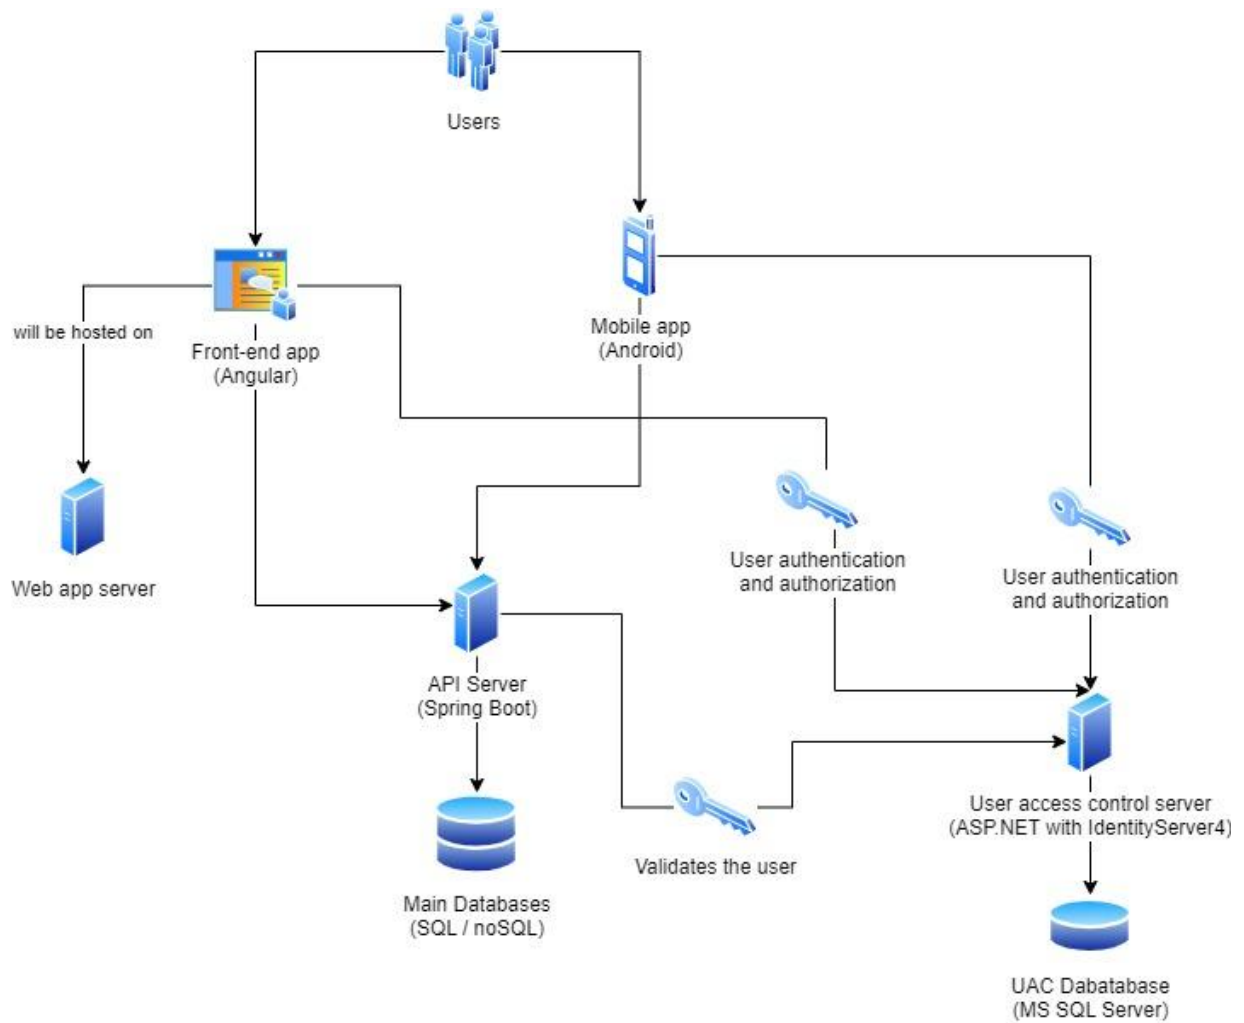 Users
will be hosted on
Front-end app
(Angular)
Mobile app
(Android)
Web app server
User authentication
and authorization
User authentication
and authorization
API Server
(Spring Boot)
Validates the user
User access control server
(ASP.NET with IdentityServer4)
Main Databases
(SQL / noSQL)
UAC Dabatabase
(MS SQL Server)